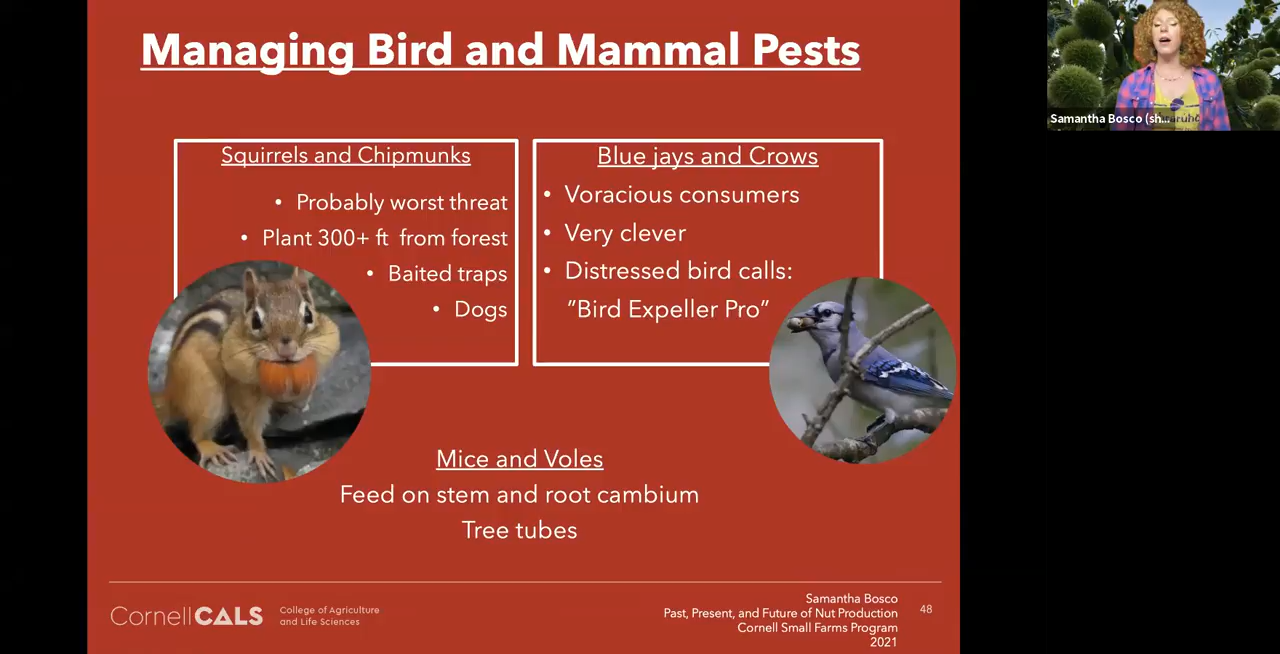 Managing Bird and Mammal Pests
Squirrels and Chipmunks
• Probably worst threat
• Plant 300+ ft from forest
• Baited traps
• Dogs
Blue jays and Crows
• Voracious consumers
• Very clever
• Distressed bird calls:
”Bird Expeller Pro”
Mice and Voles
Feed on stem and root cambium
Tree tubes
CornellCALS
College of Agriculture
and Life Sciences
Samantha Bosco
Past, Present, and Future of Nut Production
Cornell Small Farms Program
2021
48
Samantha Bosco (sh...